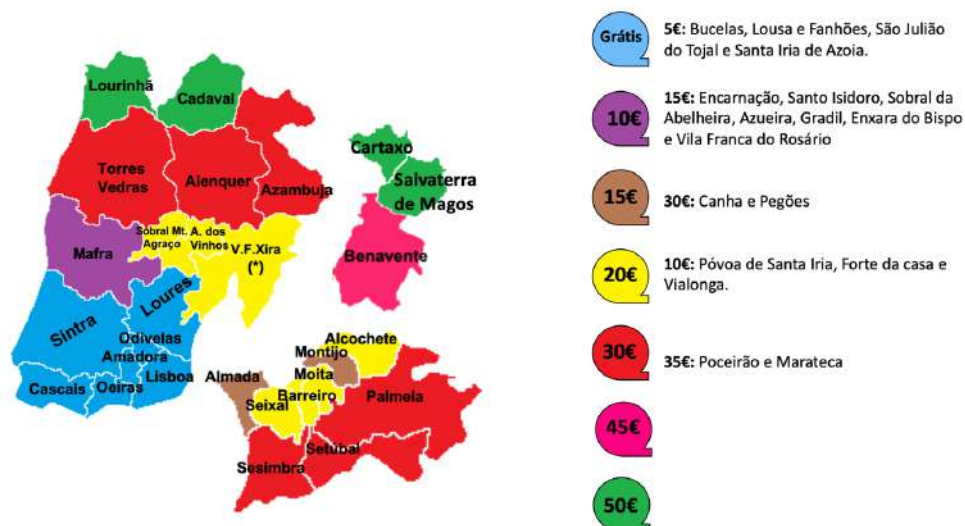 Lourinhã
Cadaval
Torres
Vedras
Alenquer
Azambuja
Cartaxo
Salvaterra
de Magos
Benavente
Mafra
Sobral Mt.
Agraço
A. dos
Vinhos
V.F.Xira
(*)
Sintra
Loures
Odivelas
Amadora
Cascais
Oeiras
Lisboa
Almada
Alcochete
Montijo
Moita
Barreiro
Seixal
Palmela
Setúbal
Sesimbra
Grátis
5€: Bucelas, Lousa e Fanhões, São Julião
do Tojal e Santa Iria de Azoia.
10€
15€: Encarnação, Santo Isidoro, Sobral da
Abelheira, Azueira, Gradil, Enxara do Bispo
e Vila Franca do Rosário
15€
30€: Canha e Pegões
20€
10€: Póvoa de Santa Iria, Forte da casa e
Vialonga.
30€
35€: Poceirão e Marateca
45€
50€